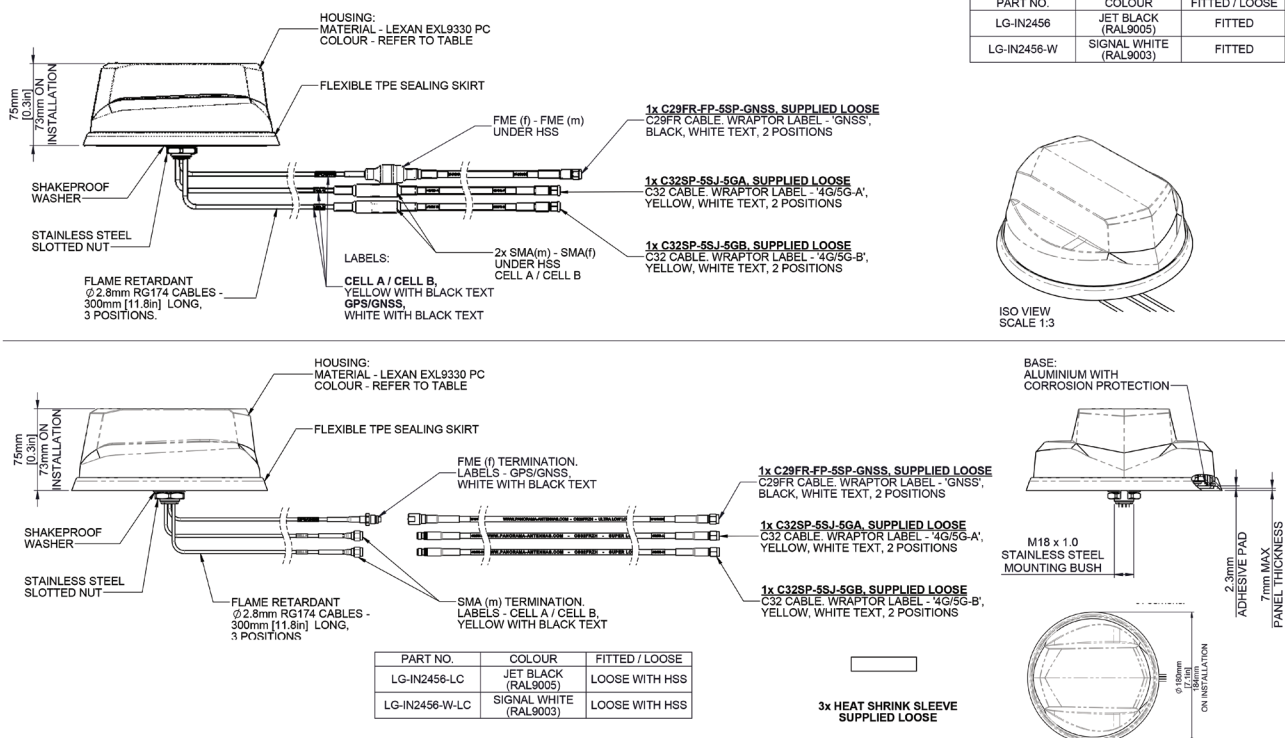 PART NO. COLOUR FITTED / LOOSE
LG-IN2456 JET BLACK (RAL9005) FITTED
LG-IN2456-W SIGNAL WHITE (RAL9003) FITTED
HOUSING:
MATERIAL - LEXAN EXL9330 PC
COLOUR - REFER TO TABLE
FLEXIBLE TPE SEALING SKIRT
75mm
[0.3in]
73mm ON
INSTALLATION
FME (f) - FME (m)
UNDER HSS
1x C29FR-FP-5SP-GNSS, SUPPLIED LOOSE
C29FR CABLE. WRAPTOR LABEL - 'GNSS',
BLACK, WHITE TEXT, 2 POSITIONS
1x C32SP-5SJ-5GA, SUPPLIED LOOSE
C32 CABLE. WRAPTOR LABEL - '4G/5G-A',
YELLOW, WHITE TEXT, 2 POSITIONS
1x C32SP-5SJ-5GB, SUPPLIED LOOSE
C32 CABLE. WRAPTOR LABEL - '4G/5G-B',
YELLOW, WHITE TEXT, 2 POSITIONS
SHAKEPROOF
WASHER
STAINLESS STEEL
SLOTTED NUT
FLAME RETARDANT
∅2.8mm RG174 CABLES -
300mm [11.8in] LONG,
3 POSITIONS.
LABELS:
CELL A / CELL B,
YELLOW WITH BLACK TEXT
GPS/GNSS,
WHITE WITH BLACK TEXT
2x SMA(m) - SMA(f)
UNDER HSS
CELL A / CELL B
ISO VIEW
SCALE 1:3
HOUSING:
MATERIAL - LEXAN EXL9330 PC
COLOUR - REFER TO TABLE
FLEXIBLE TPE SEALING SKIRT
75mm
[0.3in]
73mm ON
INSTALLATION
FME (f) TERMINATION.
LABELS - GPS/GNSS,
WHITE WITH BLACK TEXT
1x C29FR-FP-5SP-GNSS, SUPPLIED LOOSE
C29FR CABLE. WRAPTOR LABEL - 'GNSS',
BLACK, WHITE TEXT, 2 POSITIONS
1x C32SP-5SJ-5GA, SUPPLIED LOOSE
C32 CABLE. WRAPTOR LABEL - '4G/5G-A',
YELLOW, WHITE TEXT, 2 POSITIONS
1x C32SP-5SJ-5GB, SUPPLIED LOOSE
C32 CABLE. WRAPTOR LABEL - '4G/5G-B',
YELLOW, WHITE TEXT, 2 POSITIONS
SHAKEPROOF
WASHER
STAINLESS STEEL
SLOTTED NUT
FLAME RETARDANT
∅2.8mm RG174 CABLES -
300mm [11.8in] LONG,
3 POSITIONS
SMA (m) TERMINATION.
LABELS - CELL A / CELL B,
YELLOW WITH BLACK TEXT
BASE:
ALUMINIUM WITH
CORROSION PROTECTION
M18 x 1.0
STAINLESS STEEL
MOUNTING BUSH
2.3mm
ADHESIVE PAD
7mm MAX
PANEL THICKNESS
∅180mm
[7.1in]
184mm
ON INSTALLATION
PART NO. COLOUR FITTED / LOOSE
LG-IN2456-LC JET BLACK (RAL9005) LOOSE WITH HSS
LG-IN2456-W-LC SIGNAL WHITE (RAL9003) LOOSE WITH HSS
3x HEAT SHRINK SLEEVE
SUPPLIED LOOSE